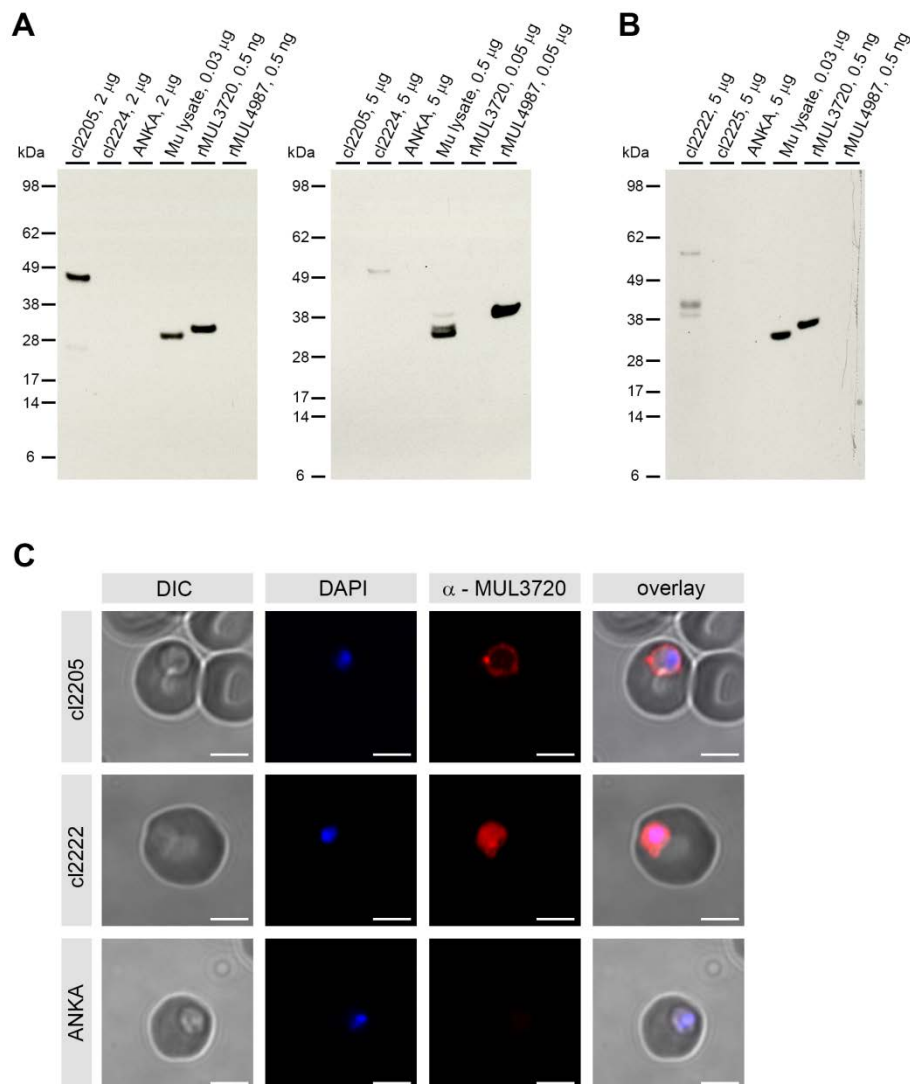 A
B
cl2205, 2 µg
cl2224, 2 µg
ANKA, 2 µg
Mu lysate, 0.03 µg
rMUL3720, 0.5 ng
rMUL4987, 0.5 ng
cl2205, 5 µg
cl2224, 5 µg
ANKA, 5 µg
Mu lysate, 0.5 µg
rMUL3720, 0.05 µg
rMUL4987, 0.05 µg
cl2222, 5 µg
cl2225, 5 µg
ANKA, 5 µg
Mu lysate, 0.03 µg
rMUL3720, 0.5 ng
rMUL4987, 0.5 ng
kDa
98
62
49
38
28
17
14
6
kDa
98
62
49
38
28
17
14
6
kDa
98
62
49
38
28
17
14
6
C
DIC
DAPI
α - MUL3720
overlay
cl2205
cl2222
ANKA